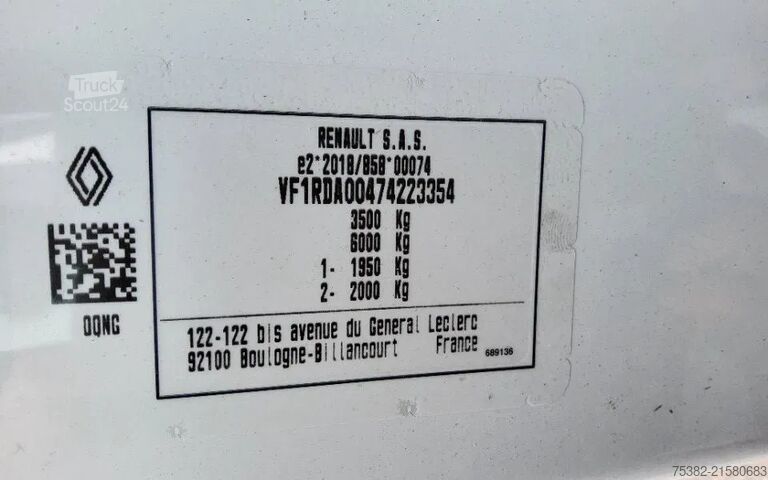 Truck
Scout24
RENAULT S.A.S.
e2*2018/858*00074
VF1RDA00474223354
3500 Kg
6000 Kg
1- 1950 Kg
2- 2000 Kg
122-122 bis avenue du General Leclerc
92100 Boulogne-Billancourt France
689136
DQNG
75382-21580683